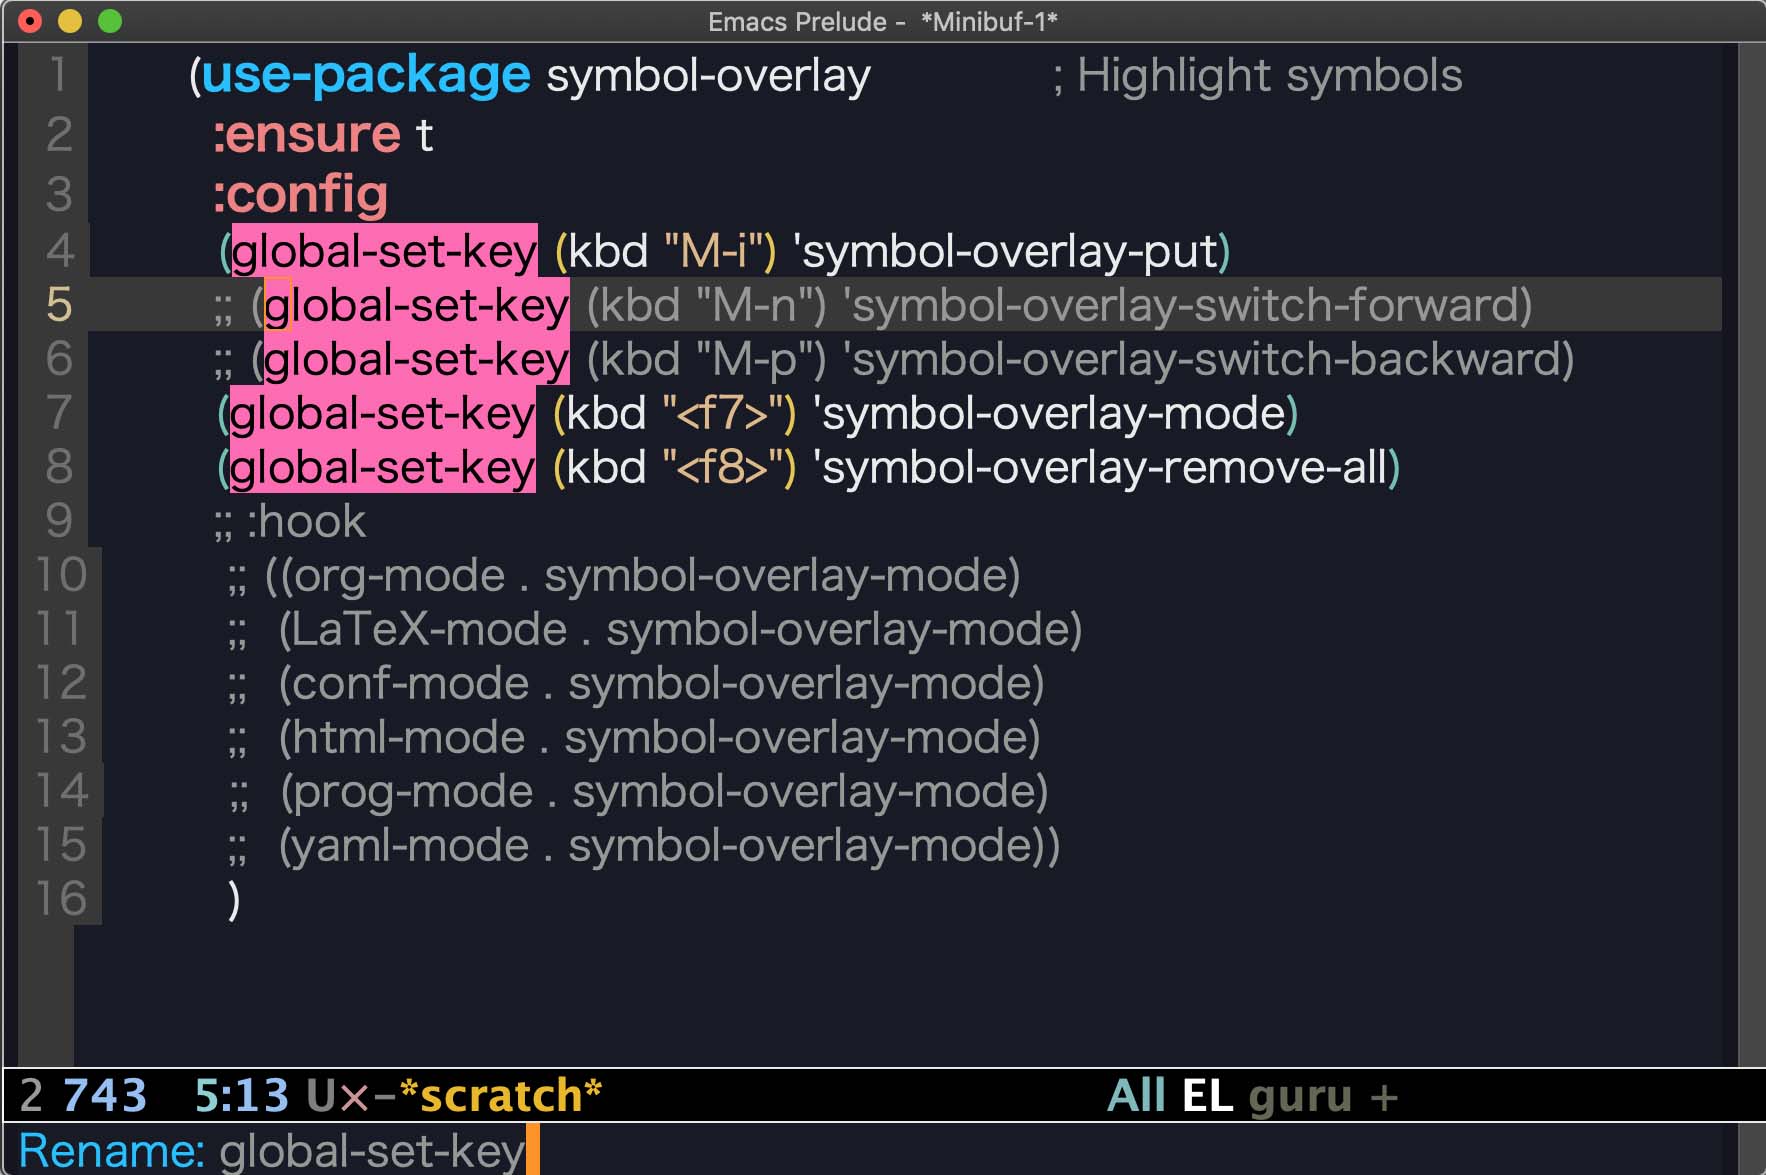 Emacs Prelude - *Minibuf-1*
1 (use-package symbol-overlay ; Highlight symbols
2 :ensure t
3 :config
4 (global-set-key (kbd "M-i") 'symbol-overlay-put)
5 ;; (global-set-key (kbd "M-n") 'symbol-overlay-switch-forward)
6 ;; (global-set-key (kbd "M-p") 'symbol-overlay-switch-backward)
7 (global-set-key (kbd "<f7>") 'symbol-overlay-mode)
8 (global-set-key (kbd "<f8>") 'symbol-overlay-remove-all)
9 ;; :hook
10 ;; ((org-mode . symbol-overlay-mode)
11 ;; (LaTeX-mode . symbol-overlay-mode)
12 ;; (conf-mode . symbol-overlay-mode)
13 ;; (html-mode . symbol-overlay-mode)
14 ;; (prog-mode . symbol-overlay-mode)
15 ;; (yaml-mode . symbol-overlay-mode))
16 )
2 743 5:13 U×-*scratch* All EL guru +
Rename: global-set-key